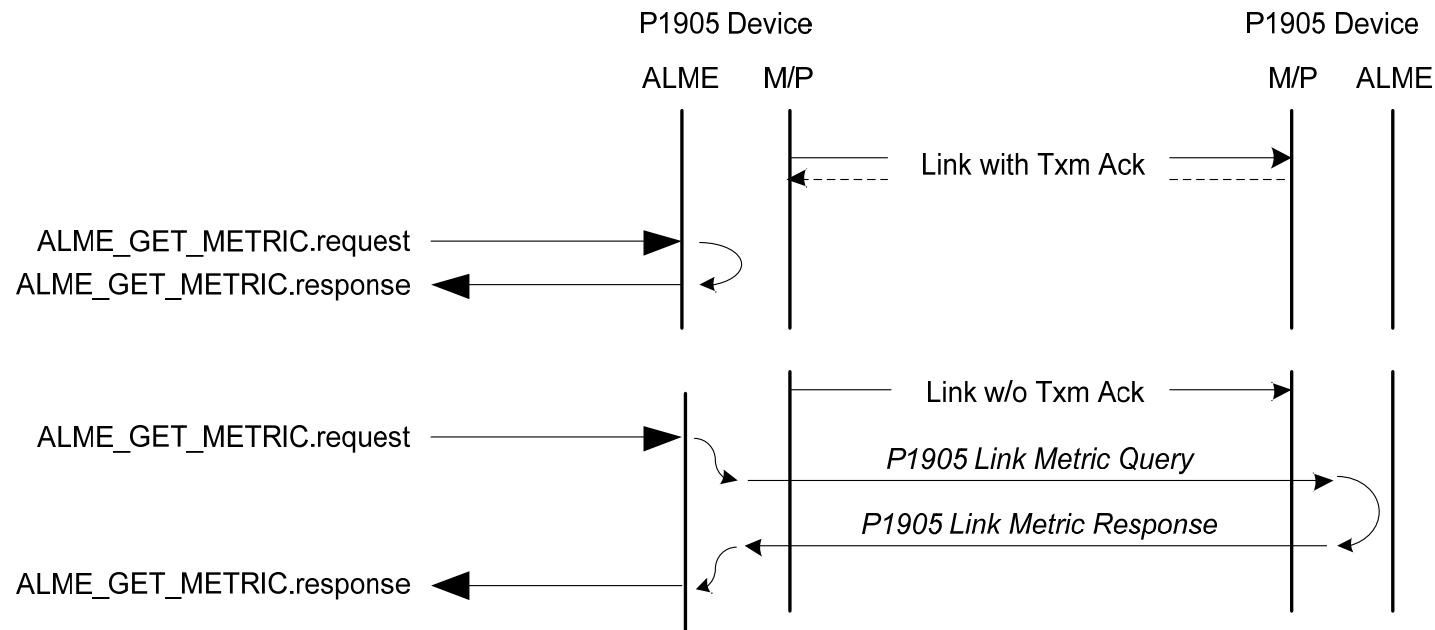 P1905 Device
P1905 Device
ALME
M/P
M/P
ALME
Link with Txm Ack
ALME_GET_METRIC.request
ALME_GET_METRIC.response
Link w/o Txm Ack
ALME_GET_METRIC.request
P1905 Link Metric Query
P1905 Link Metric Response
ALME_GET_METRIC.response